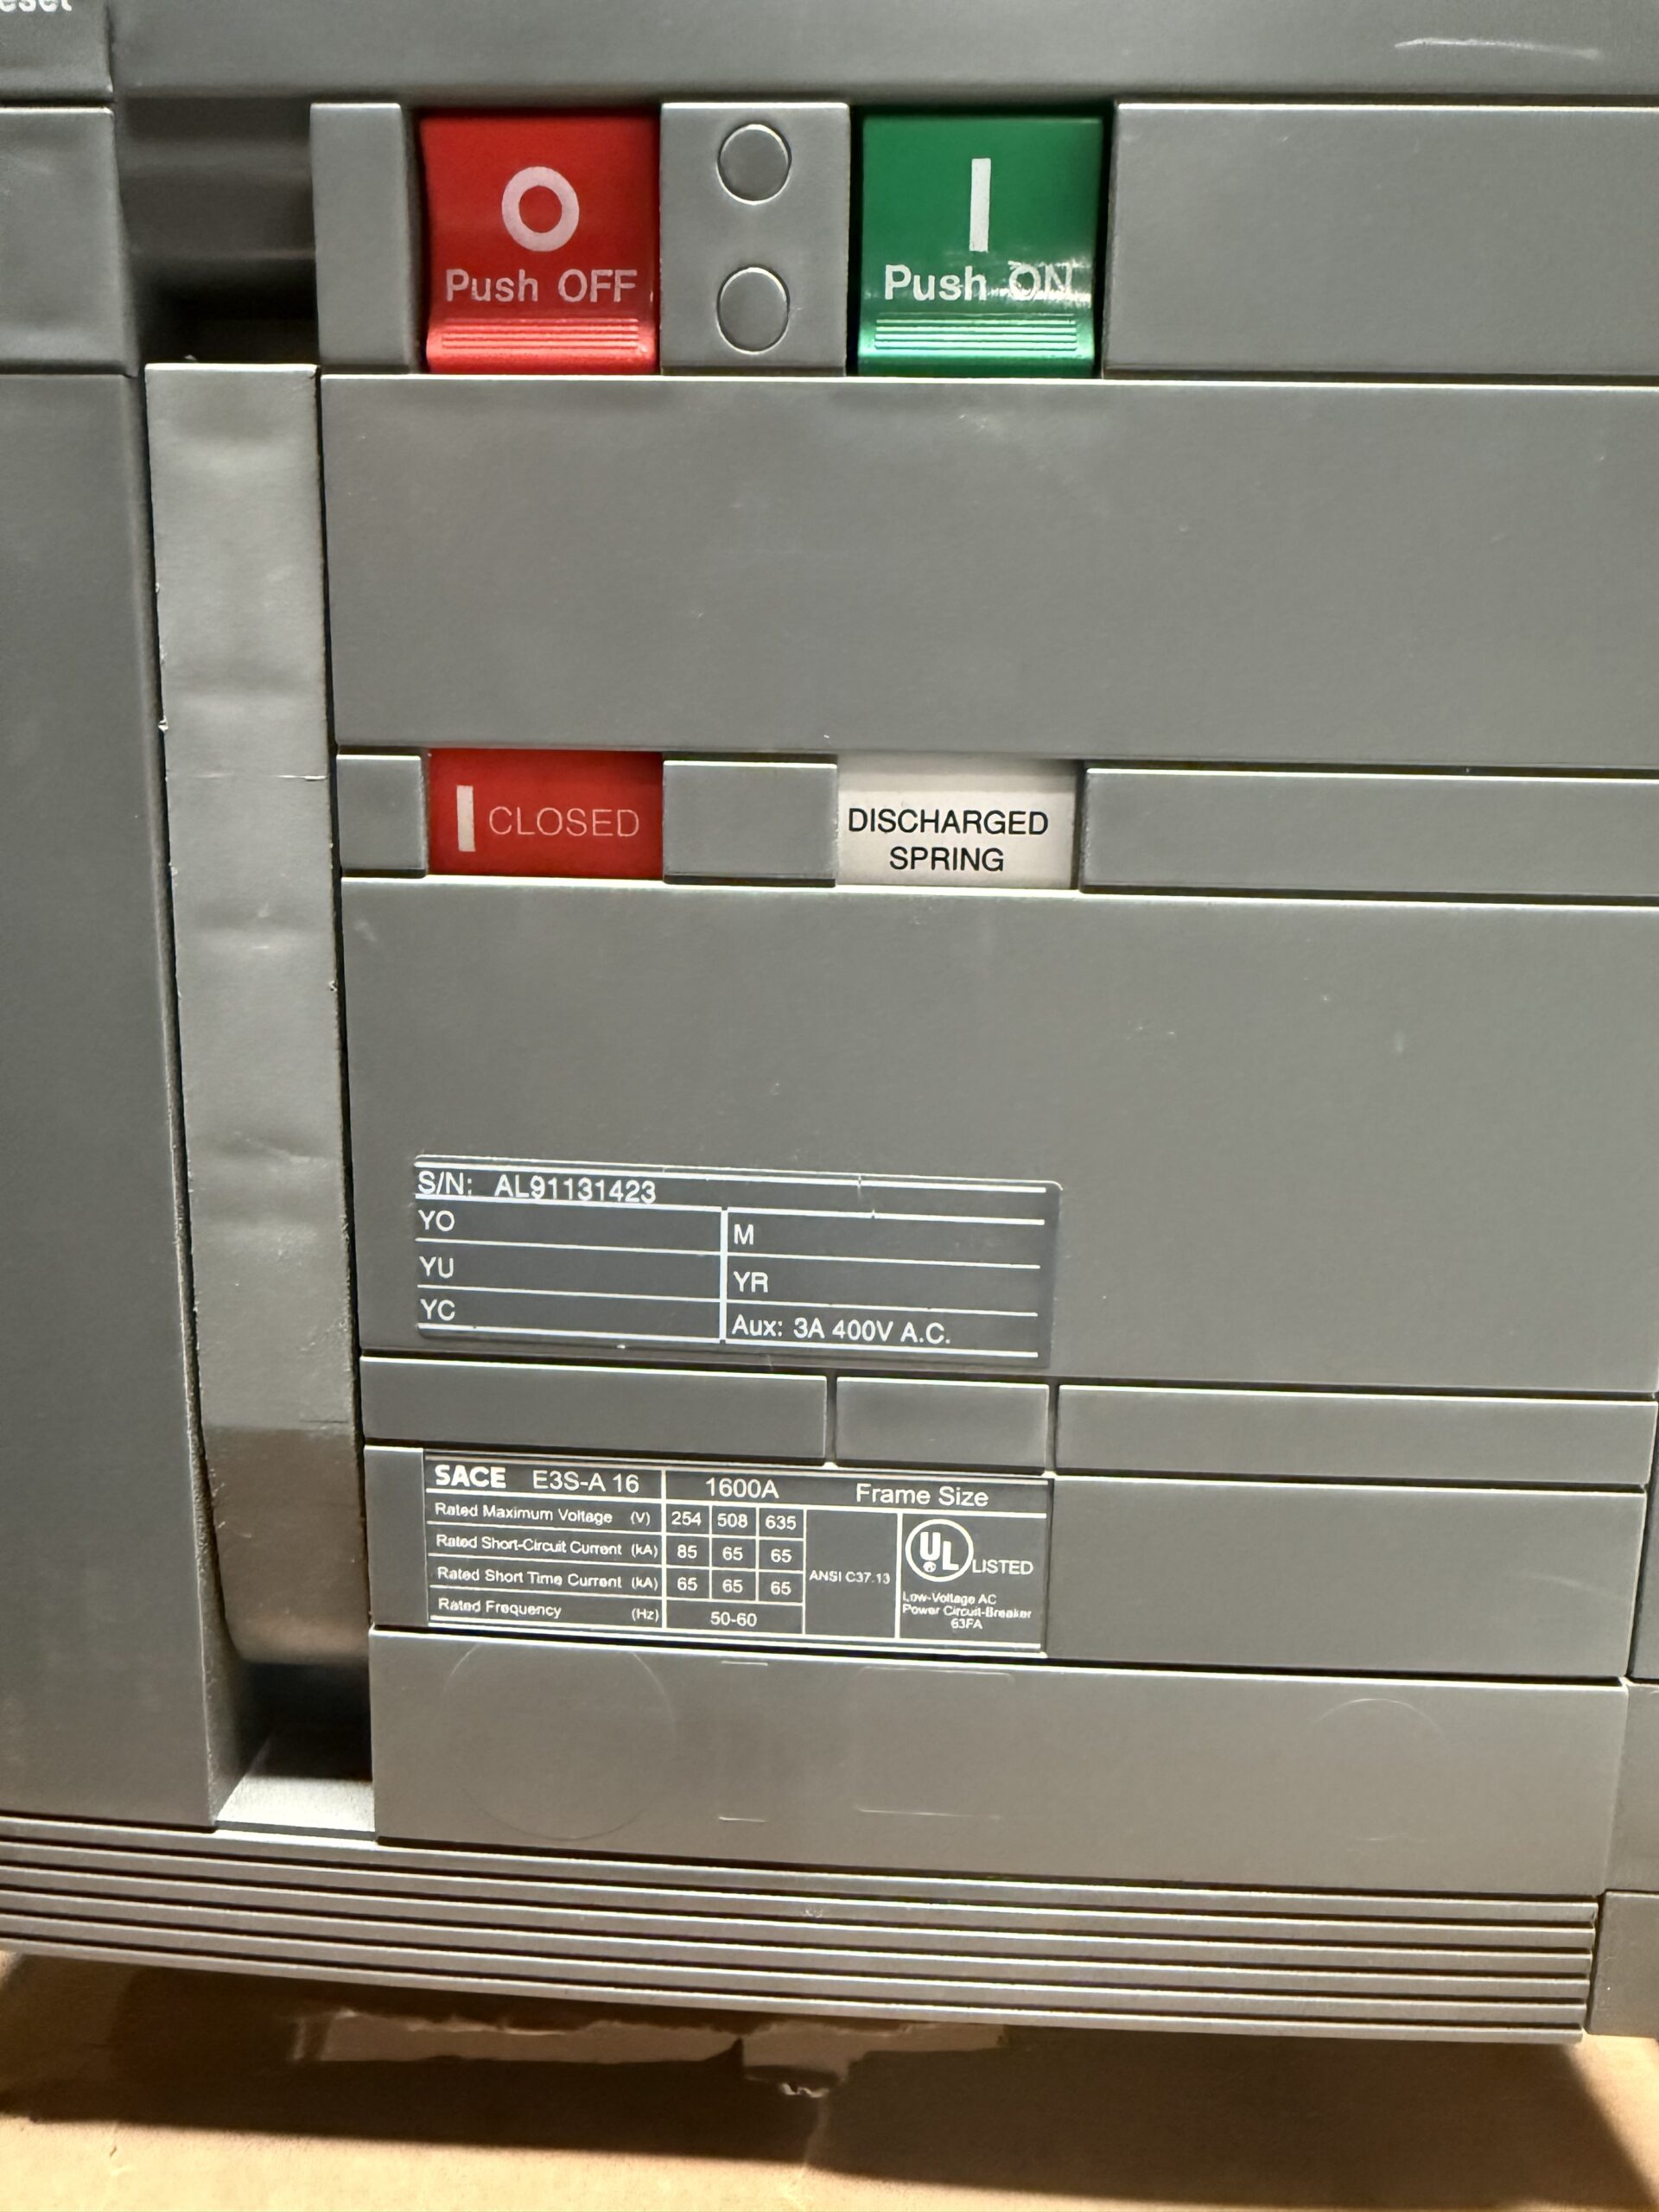 O
Push OFF
I
Push ON
I CLOSED
DISCHARGED
SPRING
S/N: AL91131423
YO
M
YU
YR
YC
Aux: 3A 400V A.C.
SACE E3S-A 16 1600A Frame Size
Rated Maximum Voltage (V) 254 508 635
Rated Short-Circuit Current (kA) 85 65 65
Rated Short Time Current (kA) 65 65 65
Rated Frequency (Hz) 50-60
ANSI C37.13
UL LISTED
Low-Voltage AC
Power Circuit-Breaker
63FA